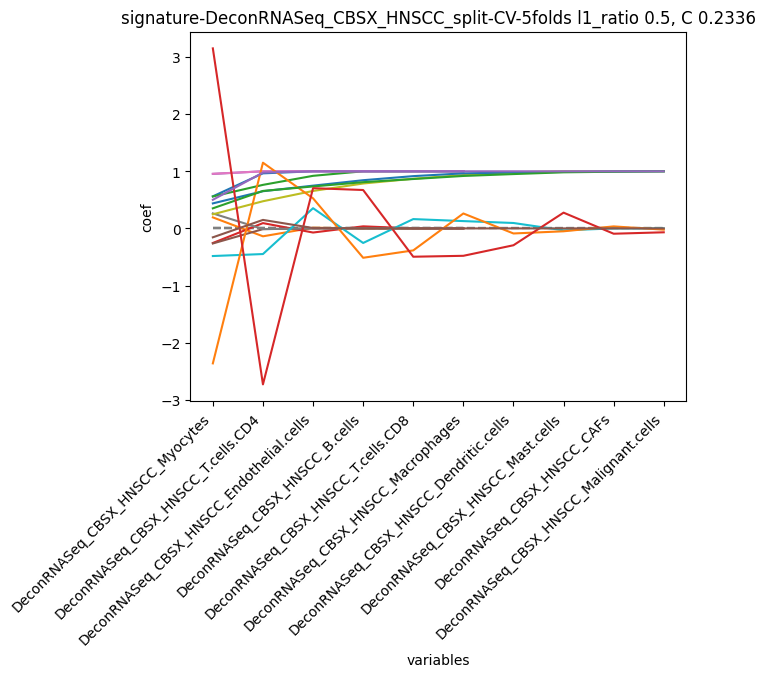 signature-DeconRNASeq_CBSX_HNSCC_split-CV-5folds l1_ratio 0.5, C 0.2336
3
2
1
0
−1
−2
−3
coef
DeconRNASeq_CBSX_HNSCC_Myocytes
DeconRNASeq_CBSX_HNSCC_T.cells.CD4
DeconRNASeq_CBSX_HNSCC_Endothelial.cells
DeconRNASeq_CBSX_HNSCC_B.cells
DeconRNASeq_CBSX_HNSCC_T.cells.CD8
DeconRNASeq_CBSX_HNSCC_Macrophages
DeconRNASeq_CBSX_HNSCC_Dendritic.cells
DeconRNASeq_CBSX_HNSCC_Mast.cells
DeconRNASeq_CBSX_HNSCC_CAFs
DeconRNASeq_CBSX_HNSCC_Malignant.cells
variables